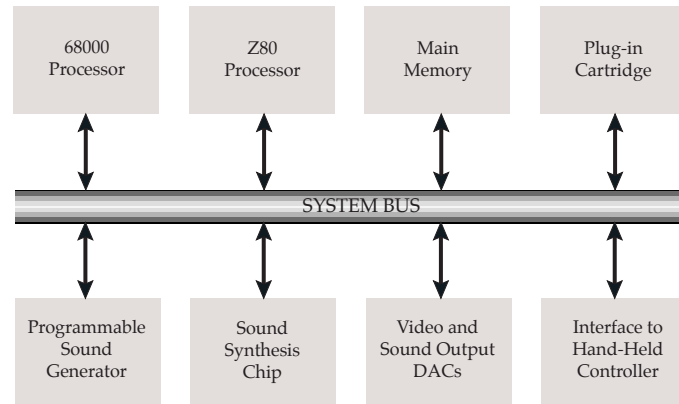 68000
Processor
Z80
Processor
Main
Memory
Plug-in
Cartridge
SYSTEM BUS
Programmable
Sound
Generator
Sound
Synthesis
Chip
Video and
Sound Output
DACs
Interface to
Hand-Held
Controller